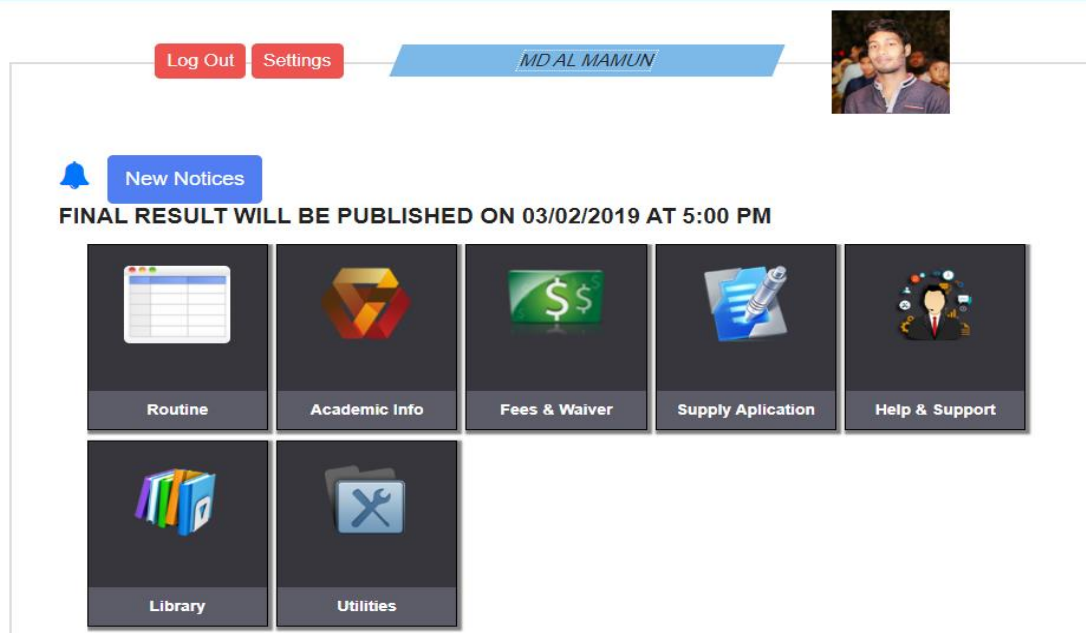 Log Out Settings MD AL MAMUN
New Notices
FINAL RESULT WILL BE PUBLISHED ON 03/02/2019 AT 5:00 PM
Routine Academic Info Fees & Waiver Supply Aplication Help & Support
Library Utilities